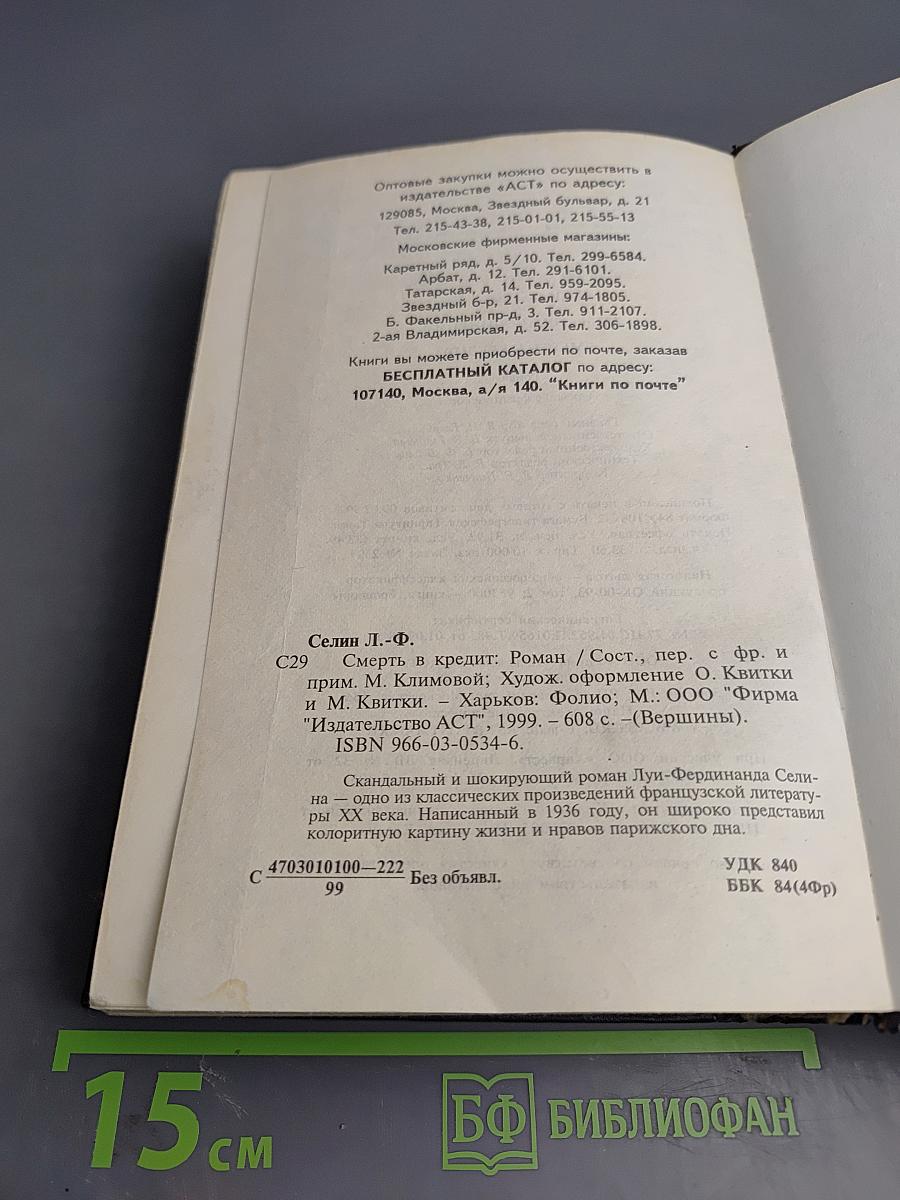 Оптовые закупки можно осуществить в
издательстве «АСТ» по адресу:
129085, Москва, Звездный бульвар, д. 21
Тел. 215-43-38, 215-01-01, 215-55-13
Московские фирменные магазины:
Каретный ряд, д. 5/10. Тел. 299-6584.
Арбат, д. 12. Тел. 291-6101.
Татарская, д. 14. Тел. 959-2095.
Звездный б-р, 21. Тел. 974-1805.
Б. Факельный пр-д, 3. Тел. 911-2107.
2-ая Владимирская, д. 52. Тел. 306-1898.
Книги вы можете приобрести по почте, заказав
БЕСПЛАТНЫЙ КАТАЛОГ по адресу:
107140, Москва, а/я 140. "Книги по почте"
Селин Л.-Ф.
С29 Смерть в кредит: Роман / Сост., пер. с фр. и
прим. М. Климовой; Худож. оформление О. Квитки
и М. Квитки. – Харьков: Фолио; М.: ООО "Фирма
"Издательство АСТ", 1999. – 608 с. –(Вершины).
ISBN 966-03-0534-6.
Скандальный и шокирующий роман Луи-Фердинанда Сели-
на — одно из классических произведений французской литерату-
ры XX века. Написанный в 1936 году, он широко представил
колоритную картину жизни и нравов парижского дна.
С 4703010100—222
99 Без объявл.
УДК 840
ББК 84(4Фр)
15 см
БФ БИБЛИОФАН